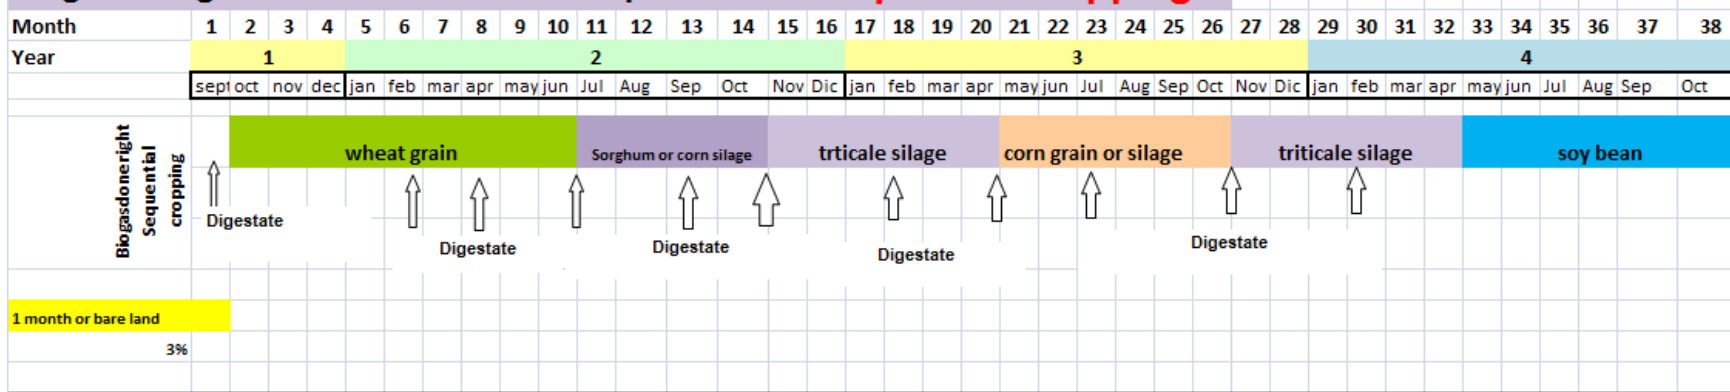 Month 1 2 3 4 5 6 7 8 9 10 11 12 13 14 15 16 17 18 19 20 21 22 23 24 25 26 27 28 29 30 31 32 33 34 35 36 37 38
Year 1 2 3 4
sept oct nov dec jan feb mar apr may jun Jul Aug Sep Oct Nov Dic jan feb mar apr may jun Jul Aug Sep Oct Nov Dic jan feb mar apr may jun Jul Aug Sep Oct
Biogasdoneright
Sequential
cropping
wheat grain Sorghum or corn silage trticale silage corn grain or silage triticale silage soy bean
Digestate
Digestate Digestate Digestate Digestate
1 month or bare land
3%